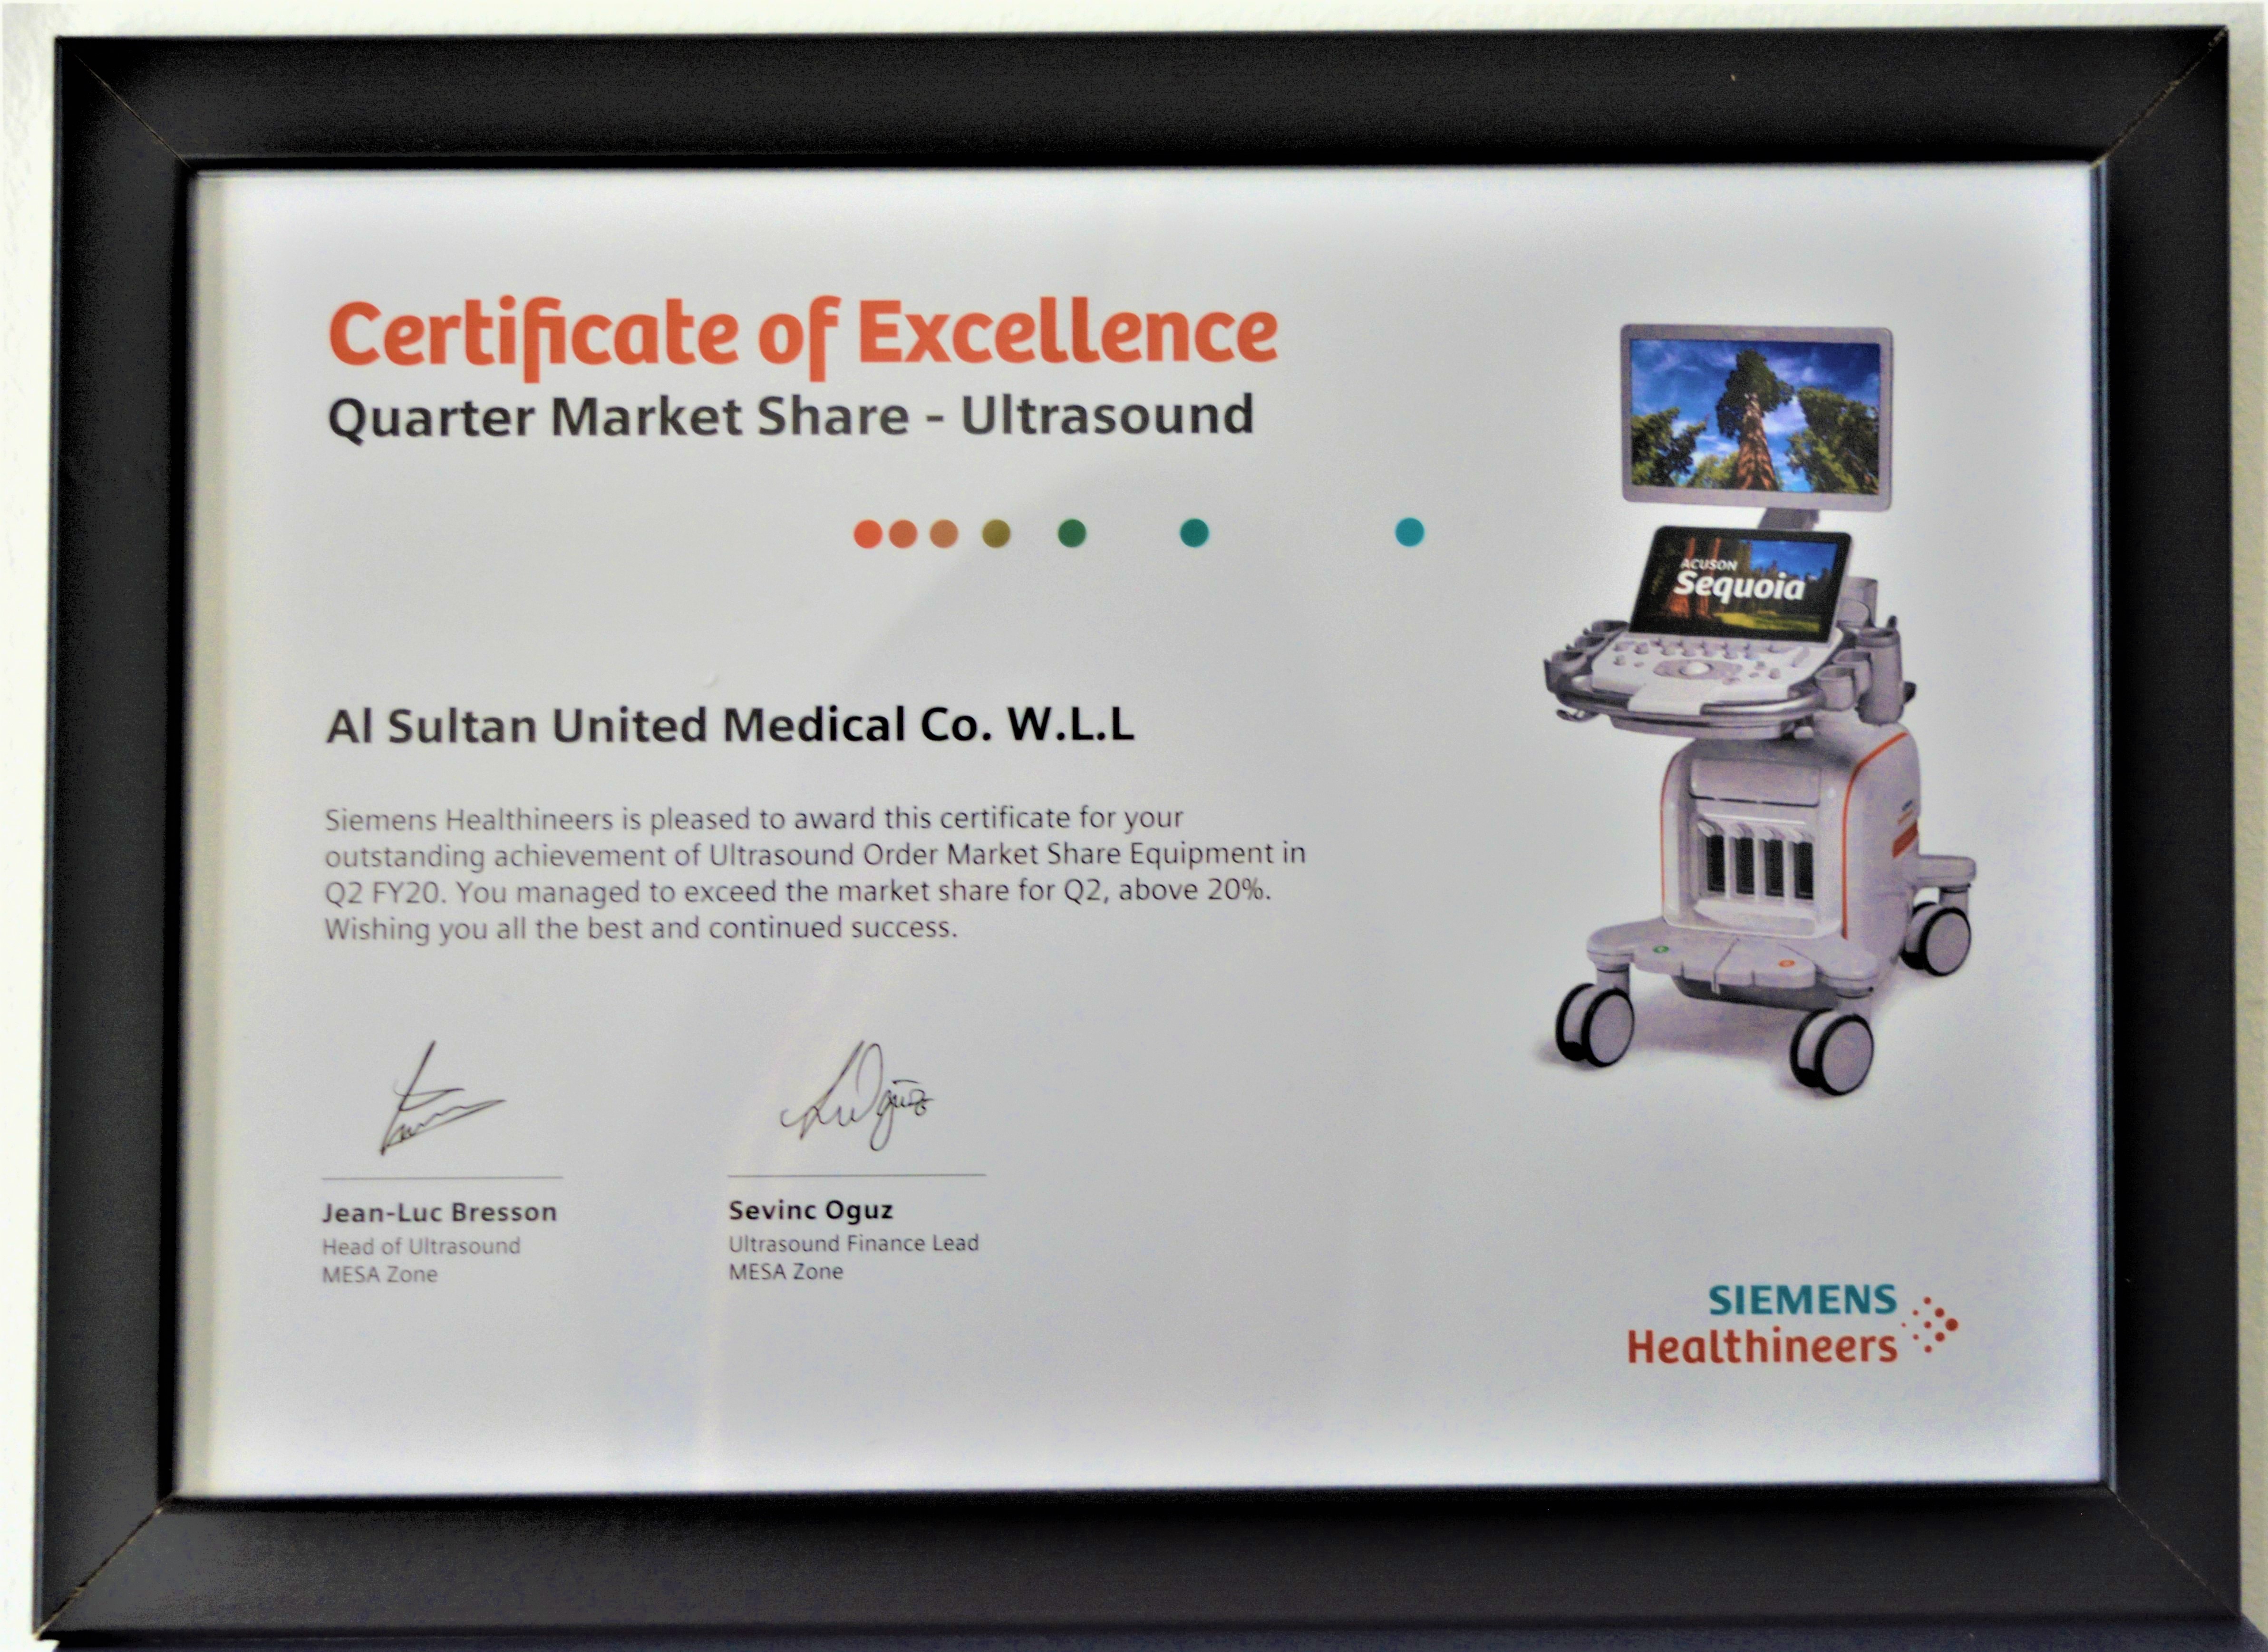 Certificate of Excellence
Quarter Market Share - Ultrasound
ACUSON
Sequoia
Al Sultan United Medical Co. W.L.L
Siemens Healthineers is pleased to award this certificate for your
outstanding achievement of Ultrasound Order Market Share Equipment in
Q2 FY20. You managed to exceed the market share for Q2, above 20%.
Wishing you all the best and continued success.
Jean-Luc Bresson
Head of Ultrasound
MESA Zone
Sevinc Oguz
Ultrasound Finance Lead
MESA Zone
SIEMENS
Healthineers